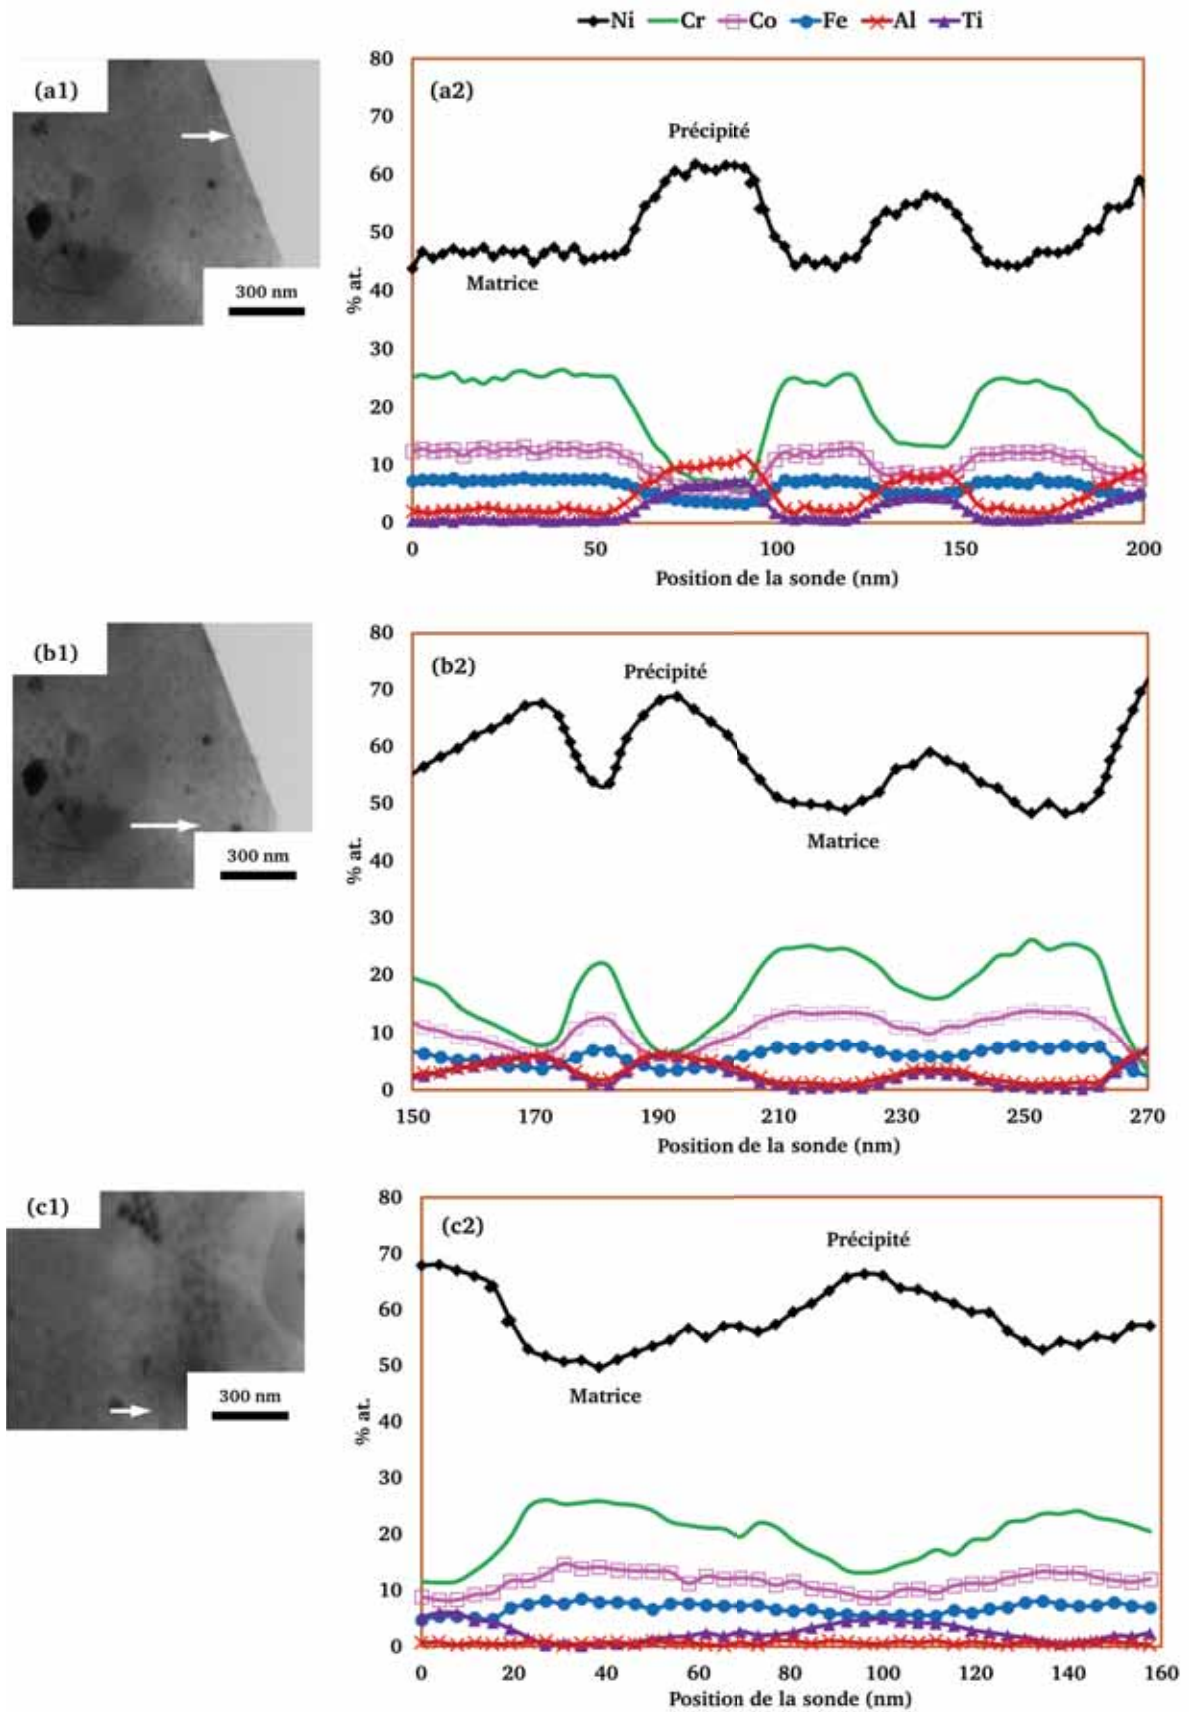 Ni Cr Co Fe Al Ti
(a1)
300 nm
(a2)
80
70
60
50
40
30
20
10
0
% at.
Précipité
Matrice
0 50 100 150 200
Position de la sonde (nm)
(b1)
300 nm
(b2)
80
70
60
50
40
30
20
10
0
% at.
Précipité
Matrice
150 170 190 210 230 250 270
Position de la sonde (nm)
(c1)
300 nm
(c2)
80
70
60
50
40
30
20
10
0
% at.
Précipité
Matrice
0 20 40 60 80 100 120 140 160
Position de la sonde (nm)